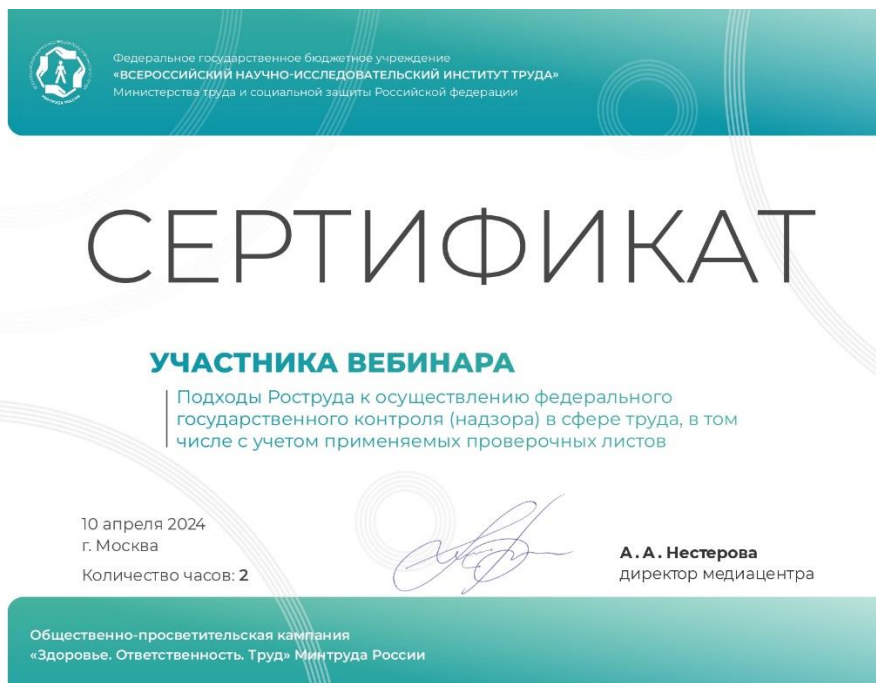 Федеральное государственное бюджетное учреждение
«ВСЕРОССИЙСКИЙ НАУЧНО-ИССЛЕДОВАТЕЛЬСКИЙ ИНСТИТУТ ТРУДА»
Министерства труда и социальной защиты Российской федерации
СЕРТИФИКАТ
УЧАСТНИКА ВЕБИНАРА
Подходы Роструда к осуществлению федерального
государственного контроля (надзора) в сфере труда, в том
числе с учетом применяемых проверочных листов
10 апреля 2024
г. Москва
Количество часов: 2
А. А. Нестерова
директор медиацентра
Общественно-просветительская кампания
«Здоровье. Ответственность. Труд» Минтруда России